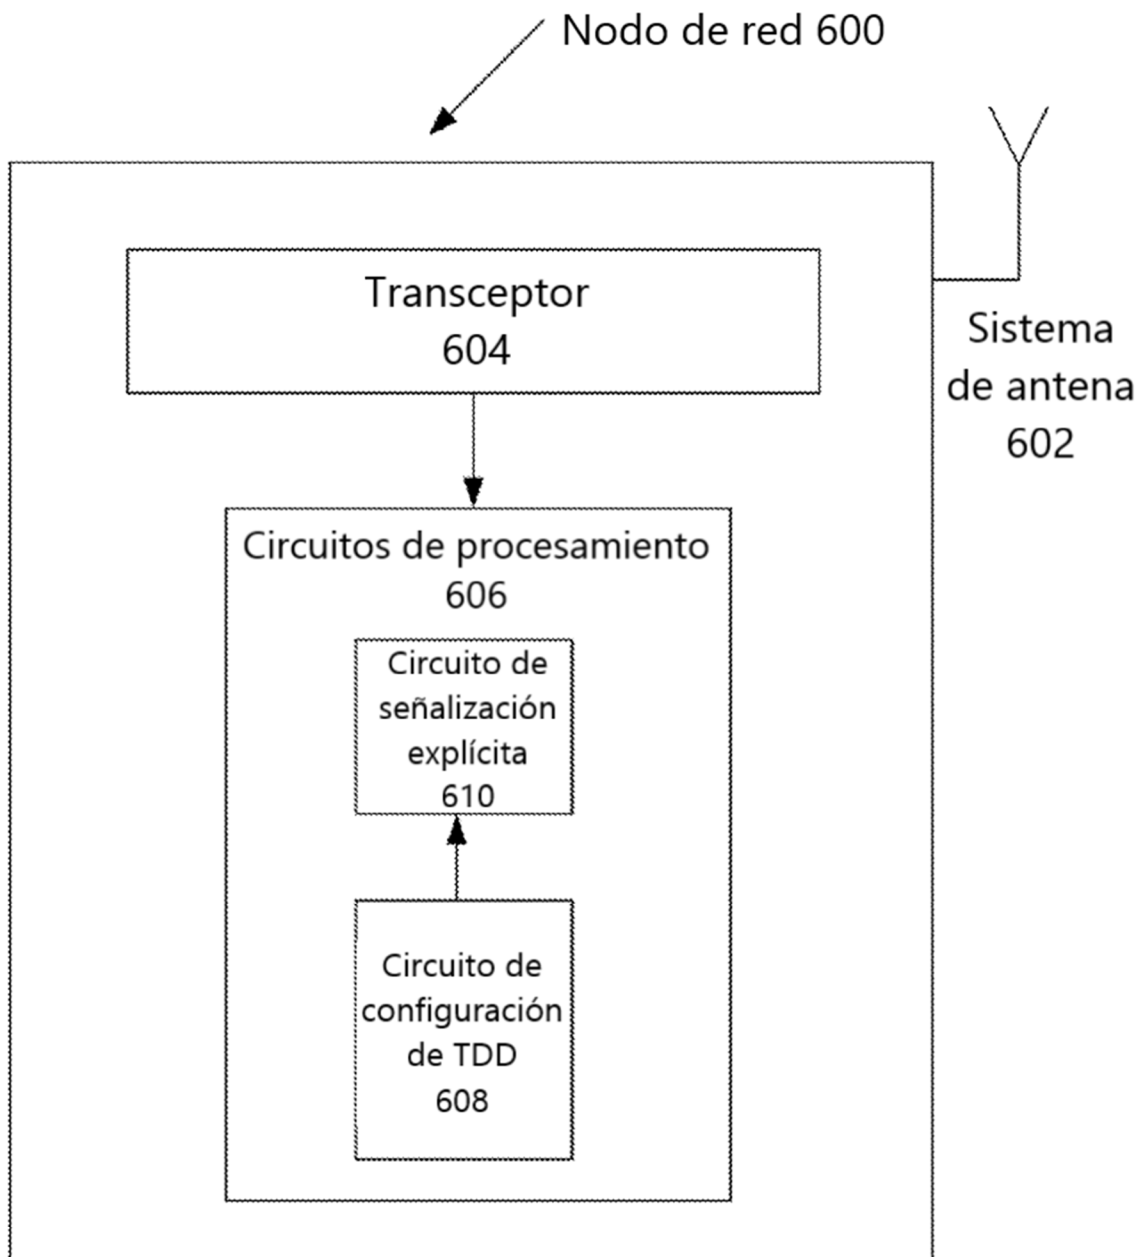 Nodo de red 600
Transceptor
604
Sistema
de antena
602
Circuitos de procesamiento
606
Circuito de
señalización
explícita
610
Circuito de
configuración
de TDD
608